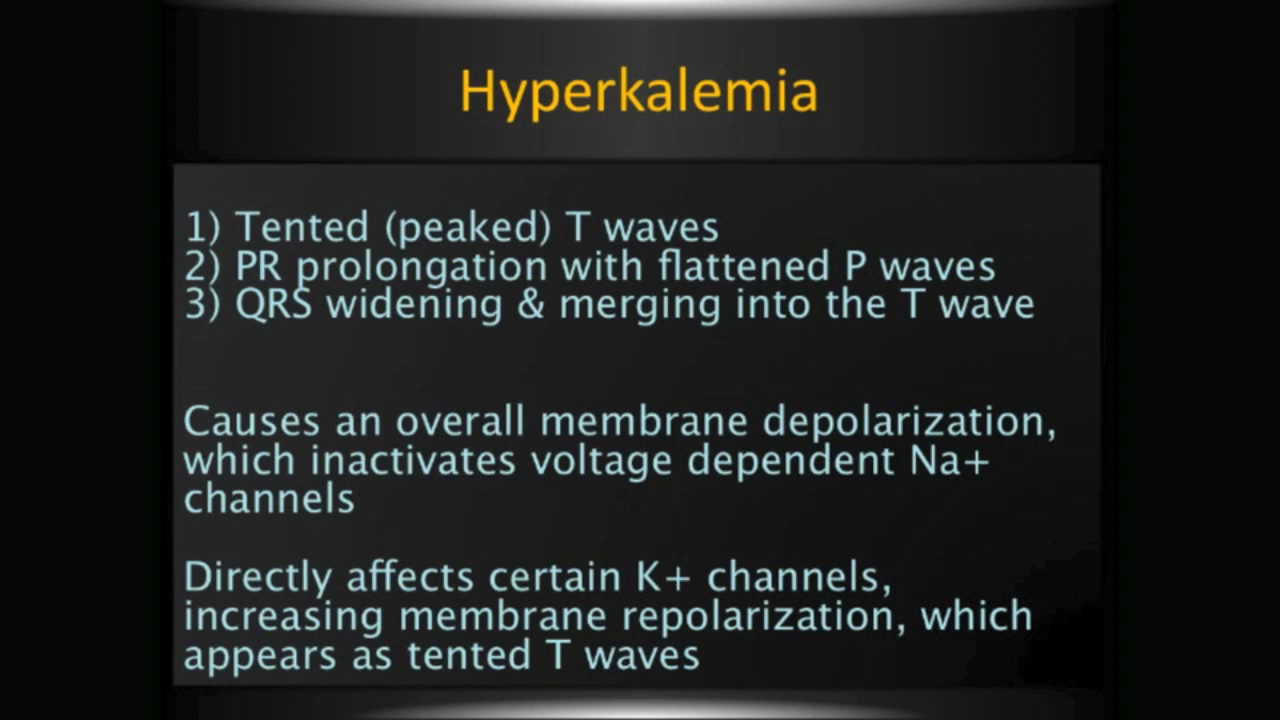 Hyperkalemia
1) Tented (peaked) T waves
2) PR prolongation with flattened P waves
3) QRS widening & merging into the T wave
Causes an overall membrane depolarization,
which inactivates voltage dependent Na+
channels
Directly affects certain K+ channels,
increasing membrane repolarization, which
appears as tented T waves